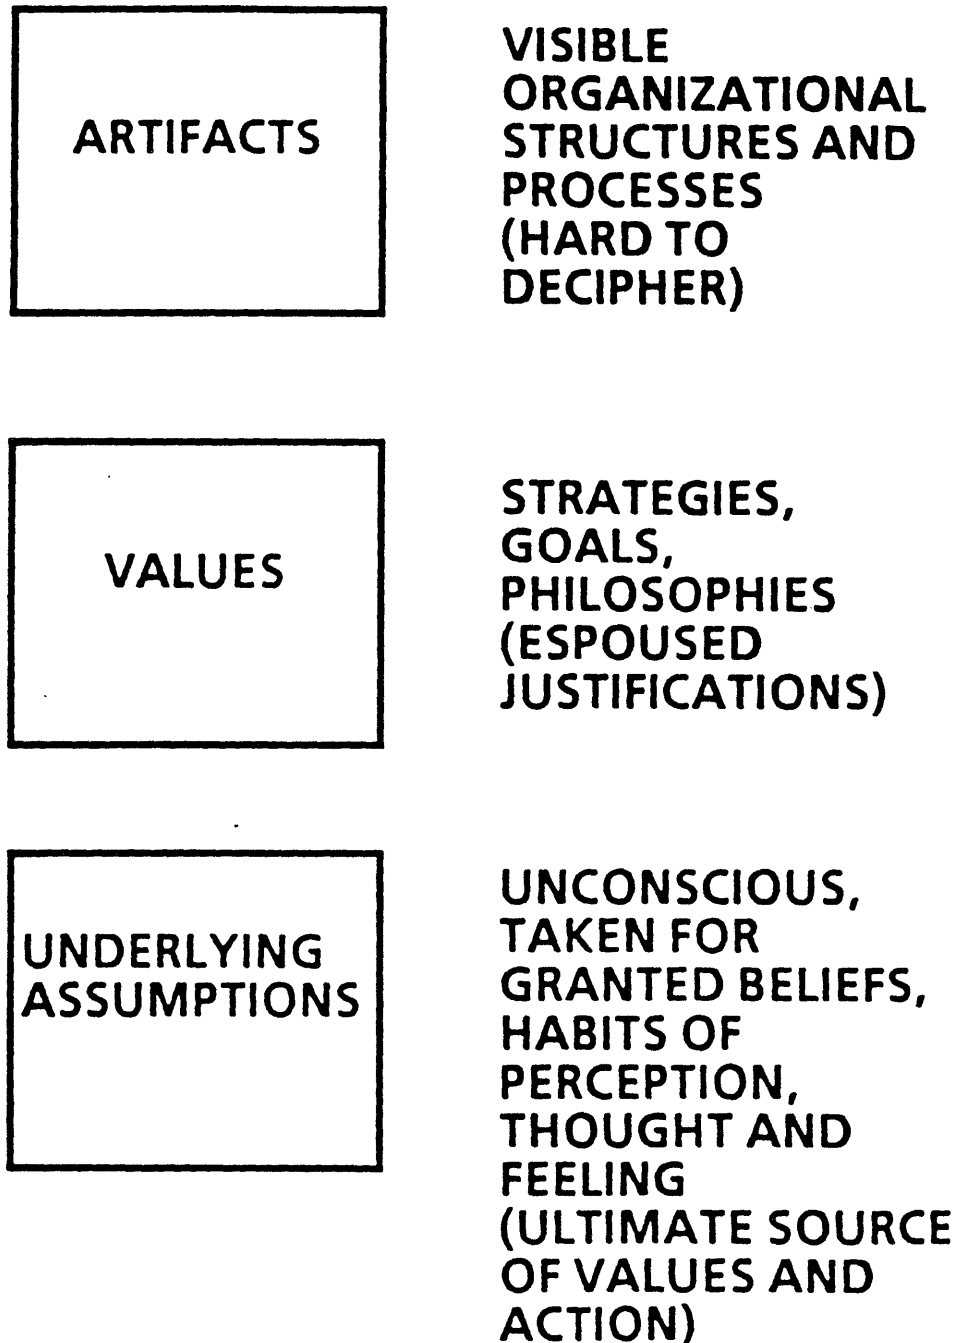 ARTIFACTS
VISIBLE
ORGANIZATIONAL
STRUCTURES AND
PROCESSES
(HARD TO
DECIPHER)
VALUES
STRATEGIES,
GOALS,
PHILOSOPHIES
(ESPOUSED
JUSTIFICATIONS)
UNDERLYING
ASSUMPTIONS
UNCONSCIOUS,
TAKEN FOR
GRANTED BELIEFS,
HABITS OF
PERCEPTION,
THOUGHT AND
FEELING
(ULTIMATE SOURCE
OF VALUES AND
ACTION)